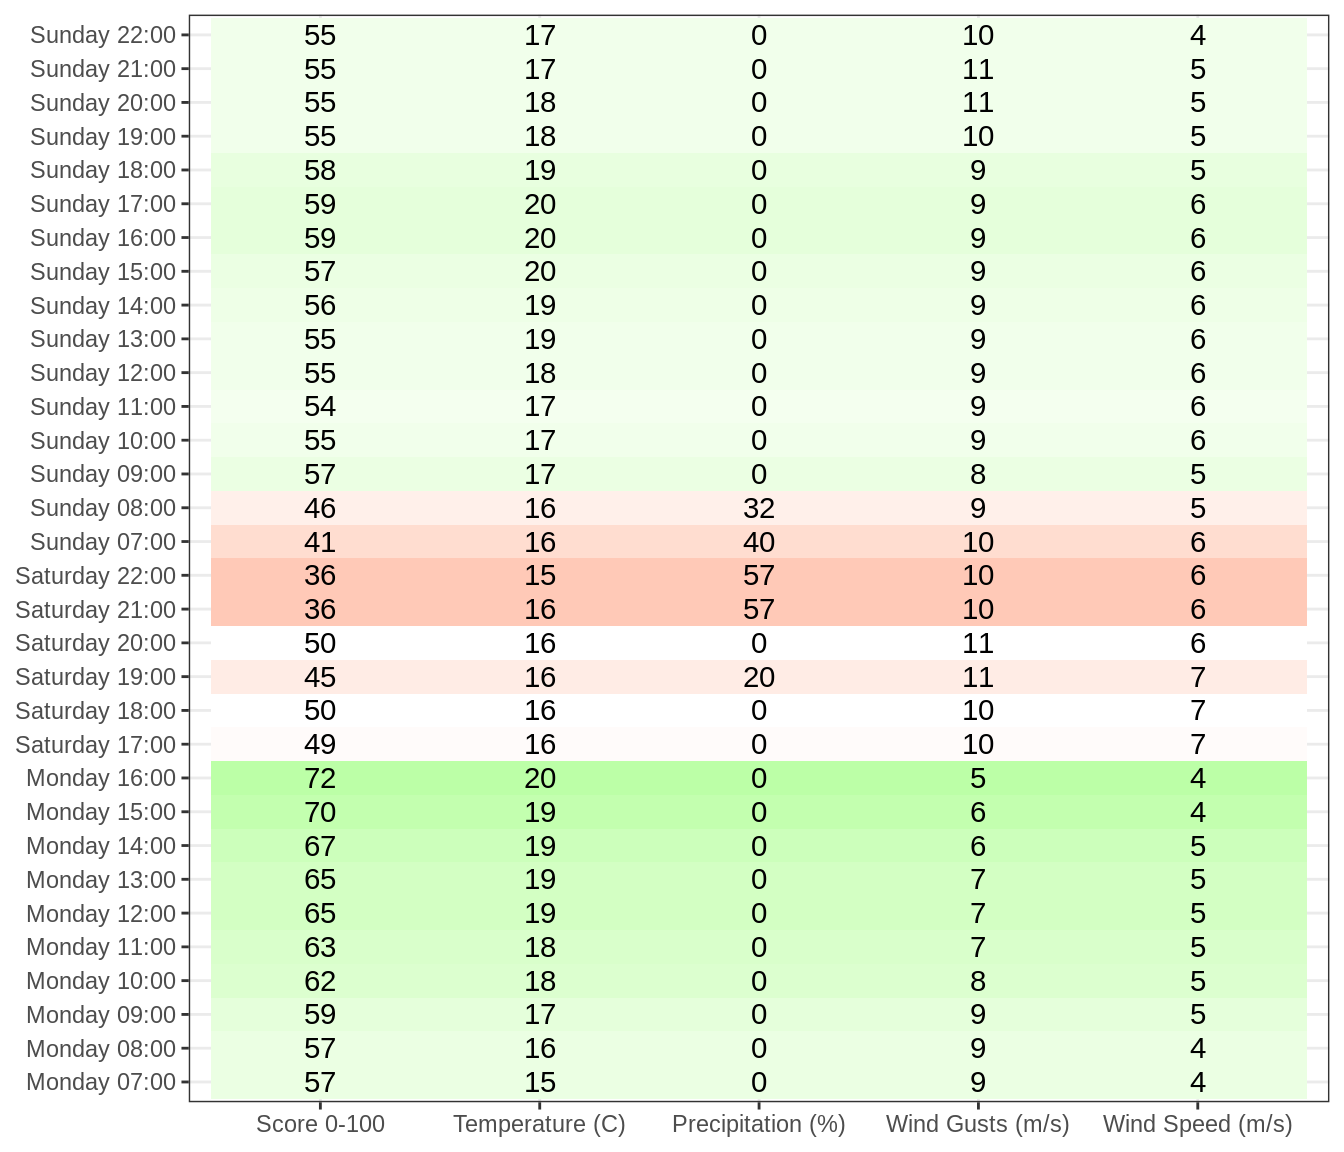 Sunday 22:00 55 17 0 10 4
Sunday 21:00 55 17 0 11 5
Sunday 20:00 55 18 0 11 5
Sunday 19:00 55 18 0 10 5
Sunday 18:00 58 19 0 9 5
Sunday 17:00 59 20 0 9 6
Sunday 16:00 59 20 0 9 6
Sunday 15:00 57 20 0 9 6
Sunday 14:00 56 19 0 9 6
Sunday 13:00 55 19 0 9 6
Sunday 12:00 55 18 0 9 6
Sunday 11:00 54 17 0 9 6
Sunday 10:00 55 17 0 9 6
Sunday 09:00 57 17 0 8 5
Sunday 08:00 46 16 32 9 5
Sunday 07:00 41 16 40 10 6
Saturday 22:00 36 15 57 10 6
Saturday 21:00 36 16 57 10 6
Saturday 20:00 50 16 0 11 6
Saturday 19:00 45 16 20 11 7
Saturday 18:00 50 16 0 10 7
Saturday 17:00 49 16 0 10 7
Monday 16:00 72 20 0 5 4
Monday 15:00 70 19 0 6 4
Monday 14:00 67 19 0 6 5
Monday 13:00 65 19 0 7 5
Monday 12:00 65 19 0 7 5
Monday 11:00 63 18 0 7 5
Monday 10:00 62 18 0 8 5
Monday 09:00 59 17 0 9 5
Monday 08:00 57 16 0 9 4
Monday 07:00 57 15 0 9 4
Score 0-100 Temperature (C) Precipitation (%) Wind Gusts (m/s) Wind Speed (m/s)